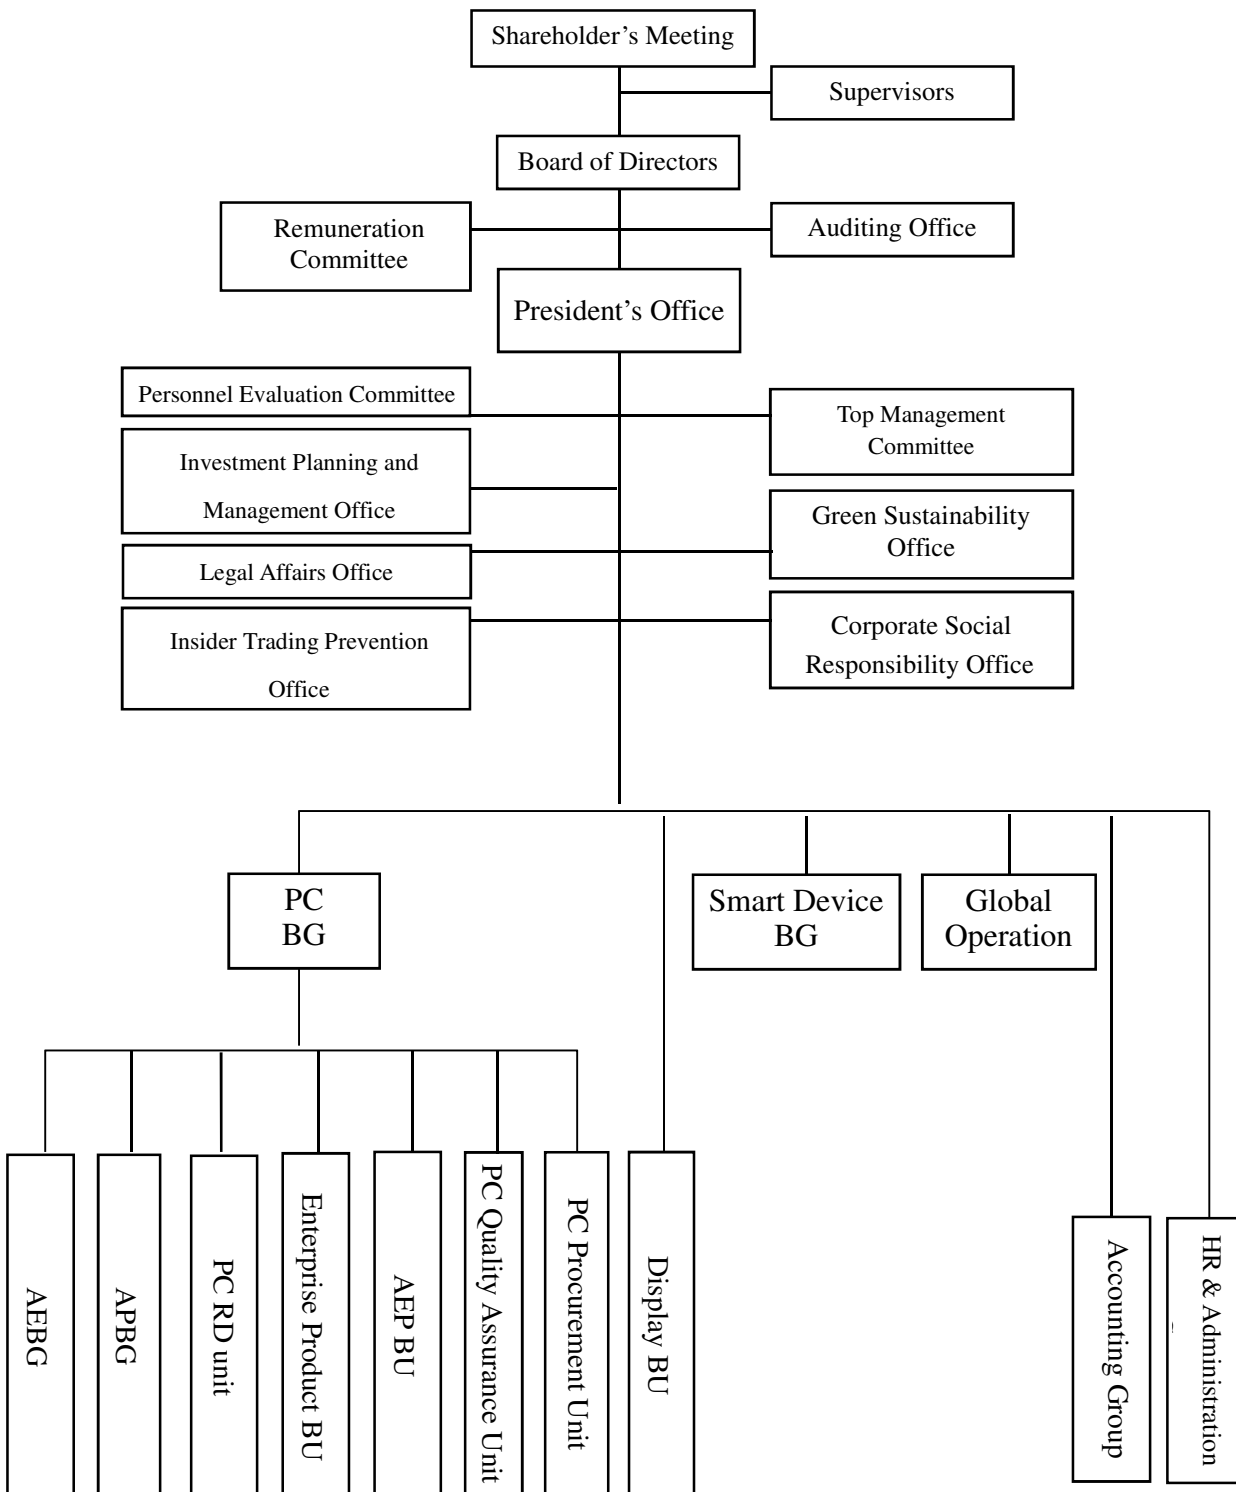 Shareholder’s Meeting
Supervisors
Board of Directors
Remuneration
Committee
Auditing Office
President’s Office
Personnel Evaluation Committee
Top Management
Committee
Investment Planning and
Management Office
Green Sustainability
Office
Legal Affairs Office
Insider Trading Prevention
Office
Corporate Social
Responsibility Office
PC
BG
Smart Device
BG
Global
Operation
AEBG
APBG
PC RD unit
Enterprise Product BU
AEP BU
PC Quality Assurance Unit
PC Procurement Unit
Display BU
Accounting Group
HR & Administration